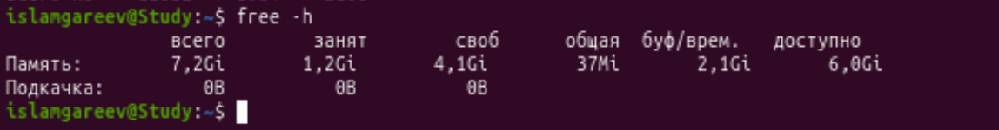 islamgareev@Study:~$ free -h
всего занят своб общая буф/врем. доступно
Память: 7,2Gi 1,2Gi 4,1Gi 37Mi 2,1Gi 6,0Gi
Подкачка: 0B 0B 0B
islamgareev@Study:~$